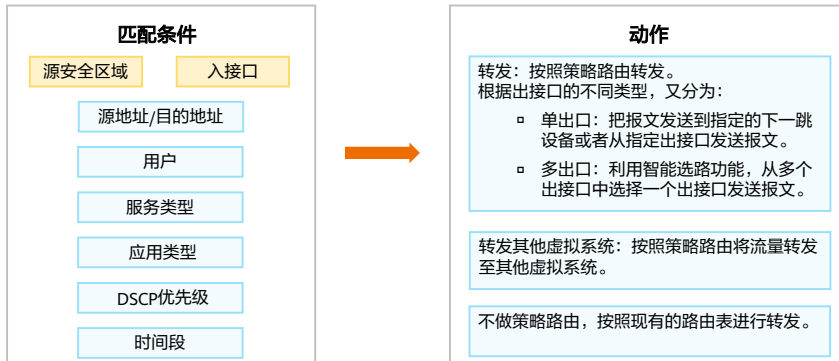 匹配条件
源安全区域
入接口
源地址/目的地址
用户
服务类型
应用类型
DSCP优先级
时间段
动作
转发：按照策略路由转发。
根据出接口的不同类型，又分为：
▫ 单出口：把报文发送到指定的下一跳
设备或者从指定出接口发送报文。
▫ 多出口：利用智能选路功能，从多个
出接口中选择一个出接口发送报文。
转发其他虚拟系统：按照策略路由将流量转发
至其他虚拟系统。
不做策略路由，按照现有的路由表进行转发。